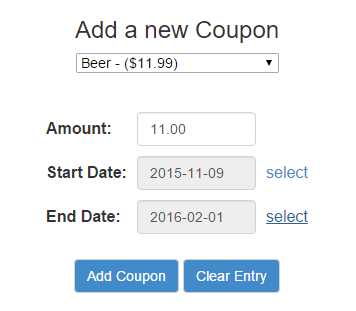 Add a new Coupon
Beer - ($11.99)
Amount: 11.00
Start Date: 2015-11-09 select
End Date: 2016-02-01 select
Add Coupon Clear Entry